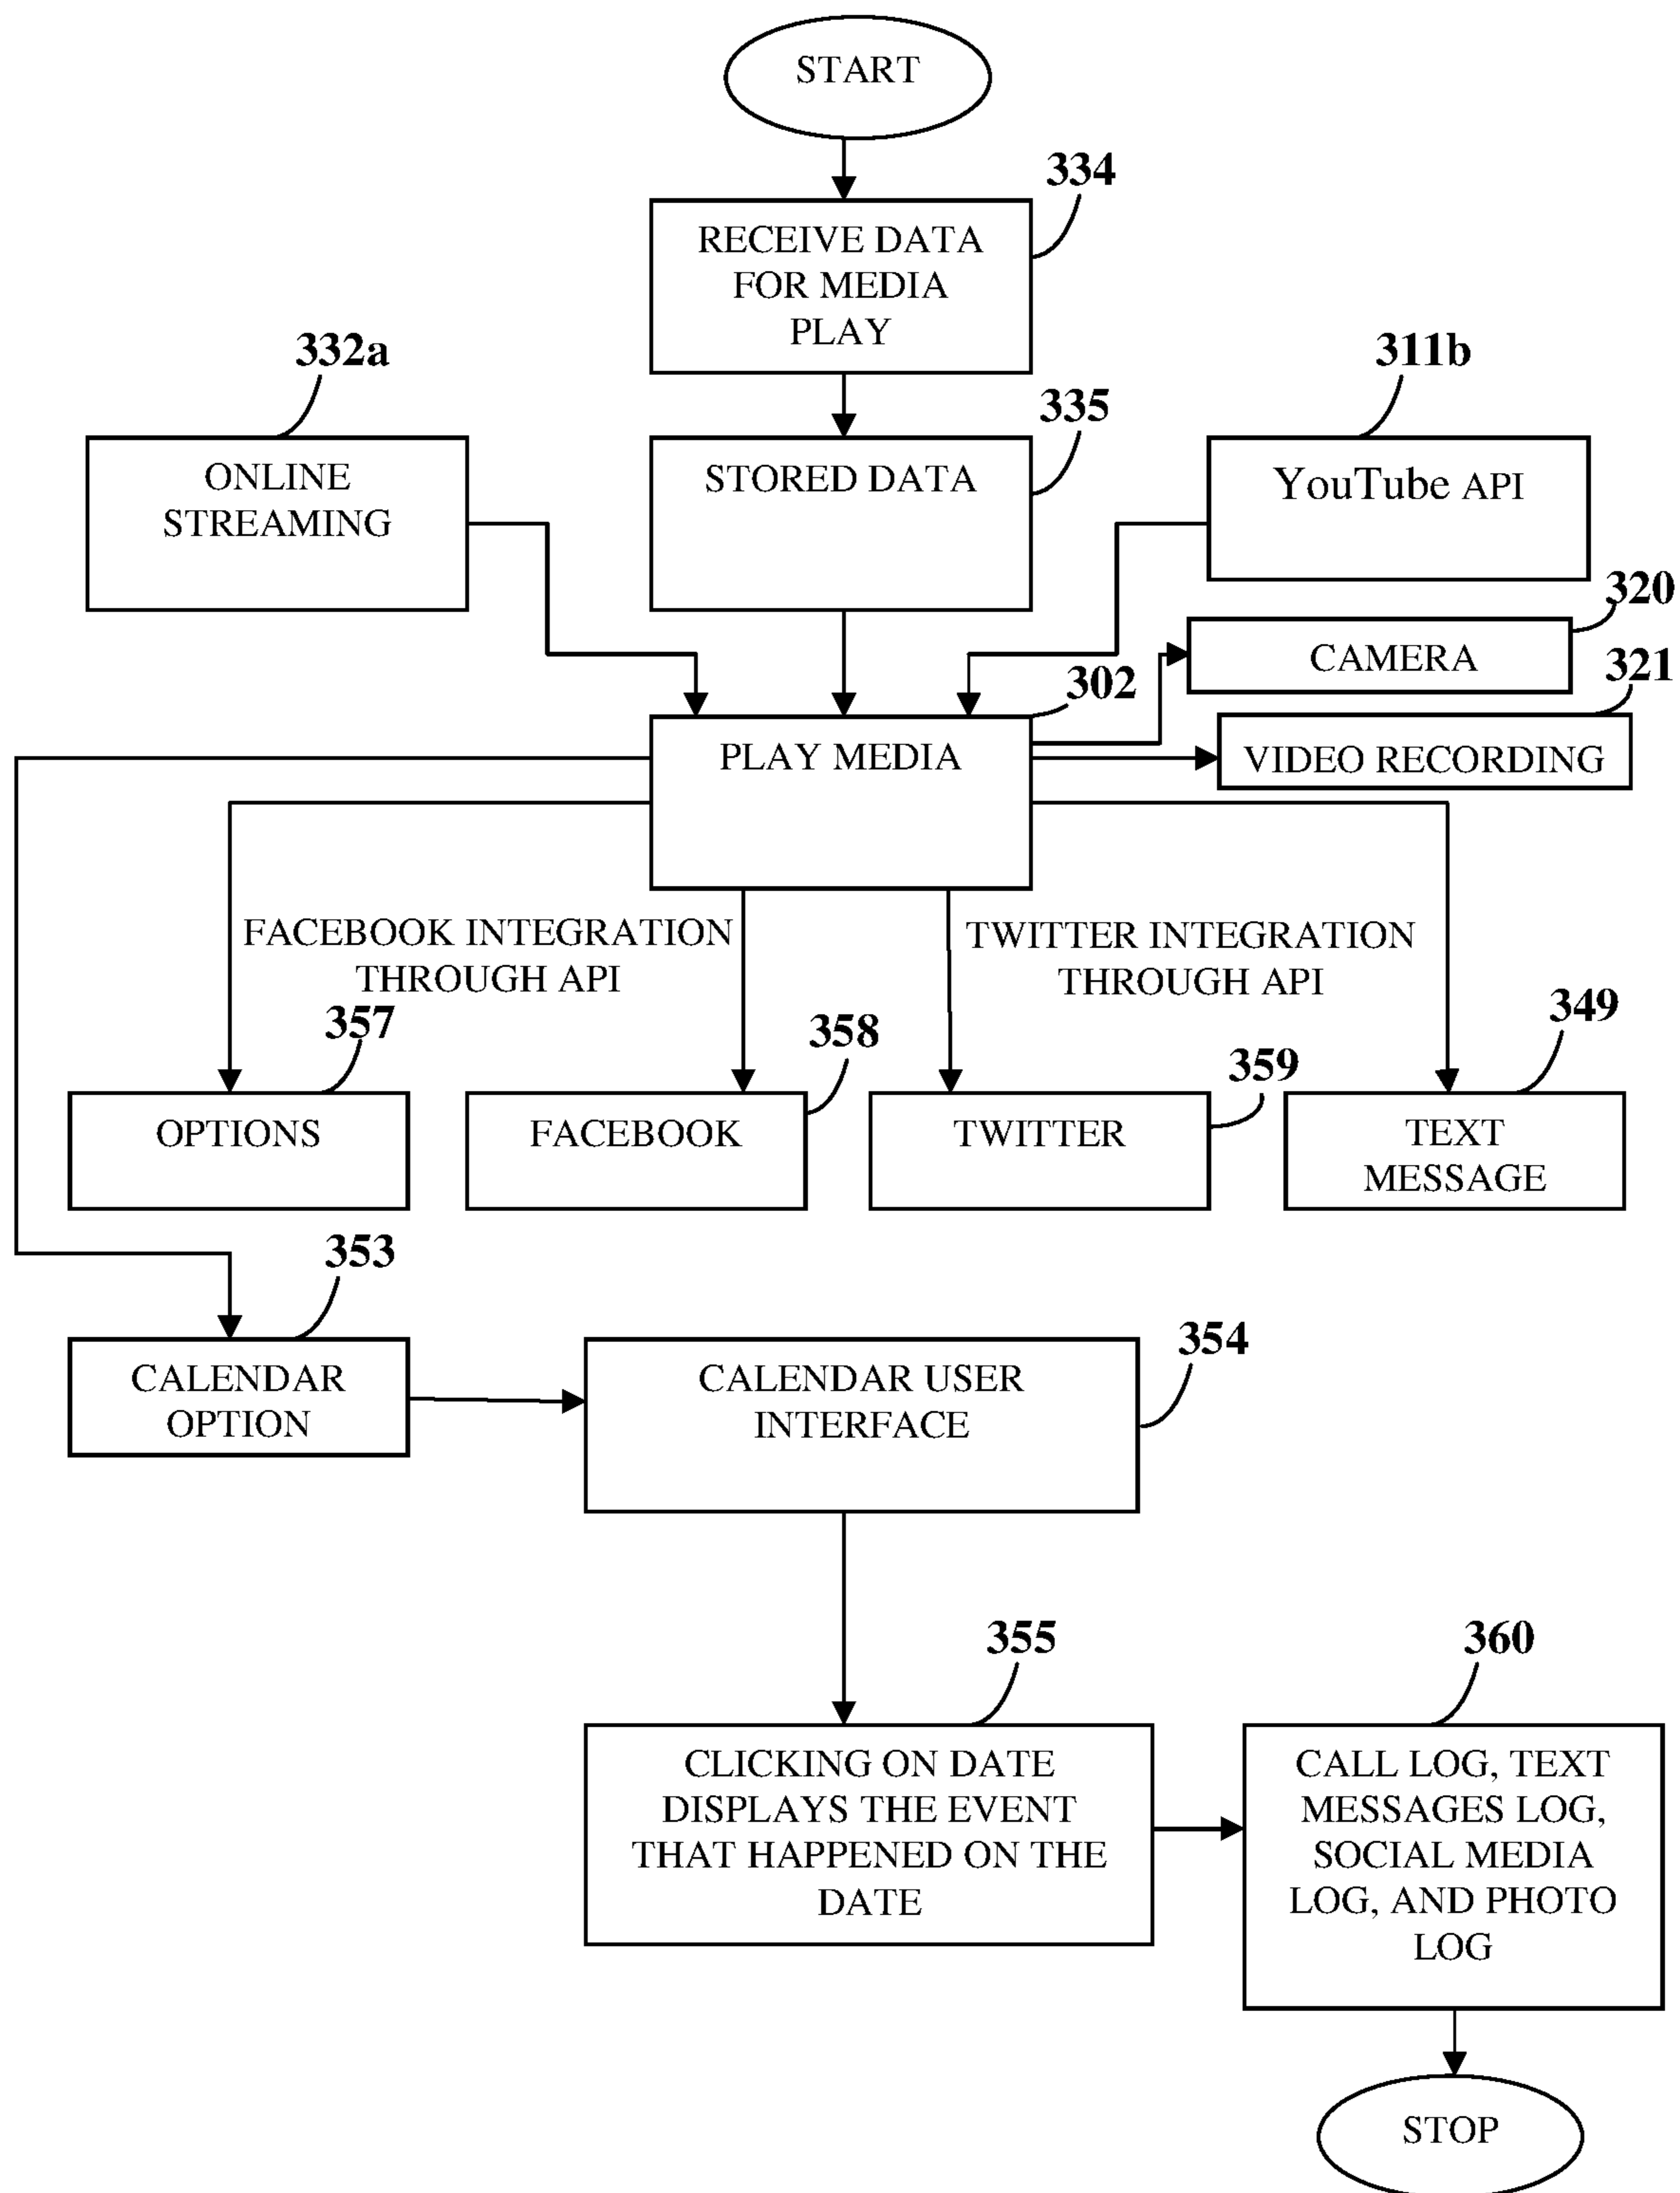 START
334
RECEIVE DATA
FOR MEDIA
PLAY
332a
311b
335
ONLINE
STREAMING
STORED DATA
YouTube API
320
CAMERA
321
302
PLAY MEDIA
VIDEO RECORDING
FACEBOOK INTEGRATION
THROUGH API
TWITTER INTEGRATION
THROUGH API
357
358
359
349
OPTIONS
FACEBOOK
TWITTER
TEXT
MESSAGE
353
354
CALENDAR
OPTION
CALENDAR USER
INTERFACE
355
360
CLICKING ON DATE
DISPLAYS THE EVENT
THAT HAPPENED ON THE
DATE
CALL LOG, TEXT
MESSAGES LOG,
SOCIAL MEDIA
LOG, AND PHOTO
LOG
STOP